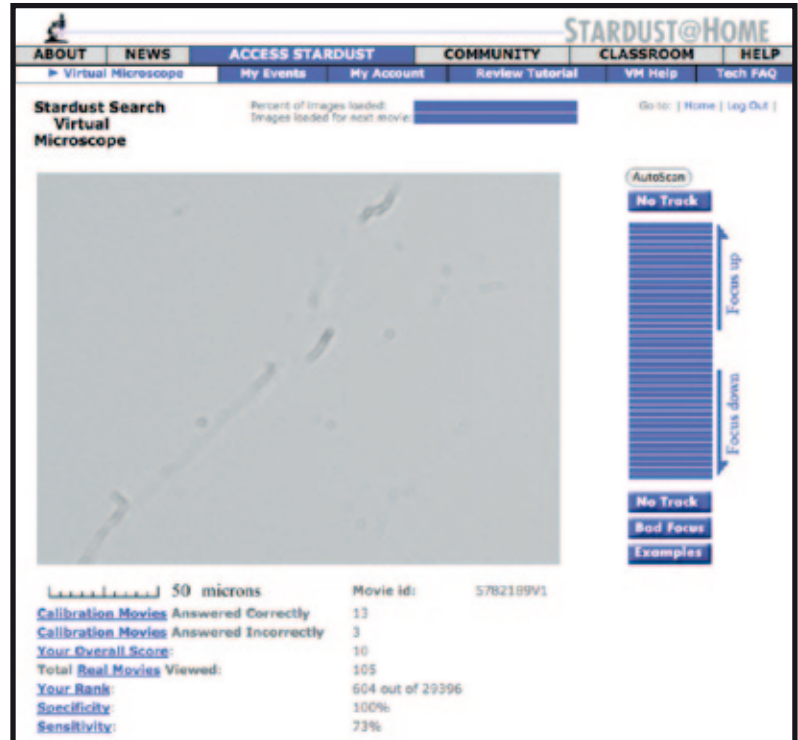 STARDUST@HOME
ABOUT NEWS ACCESS STARDUST COMMUNITY CLASSROOM HELP
Virtual Microscope My Events My Account Review Tutorial VM Help Tech FAQ
Stardust Search
Virtual
Microscope
Percent of images loaded:
Images loaded for next movie:
Go to: | Home | Log Out |
AutoScan
No Track
Focus up
Focus down
No Track
Bad Focus
Examples
50 microns
Movie id: 5782189V1
Calibration Movies Answered Correctly 13
Calibration Movies Answered Incorrectly 3
Your Overall Score: 10
Total Real Movies Viewed: 105
Your Rank: 604 out of 29396
Specificity: 100%
Sensitivity: 73%